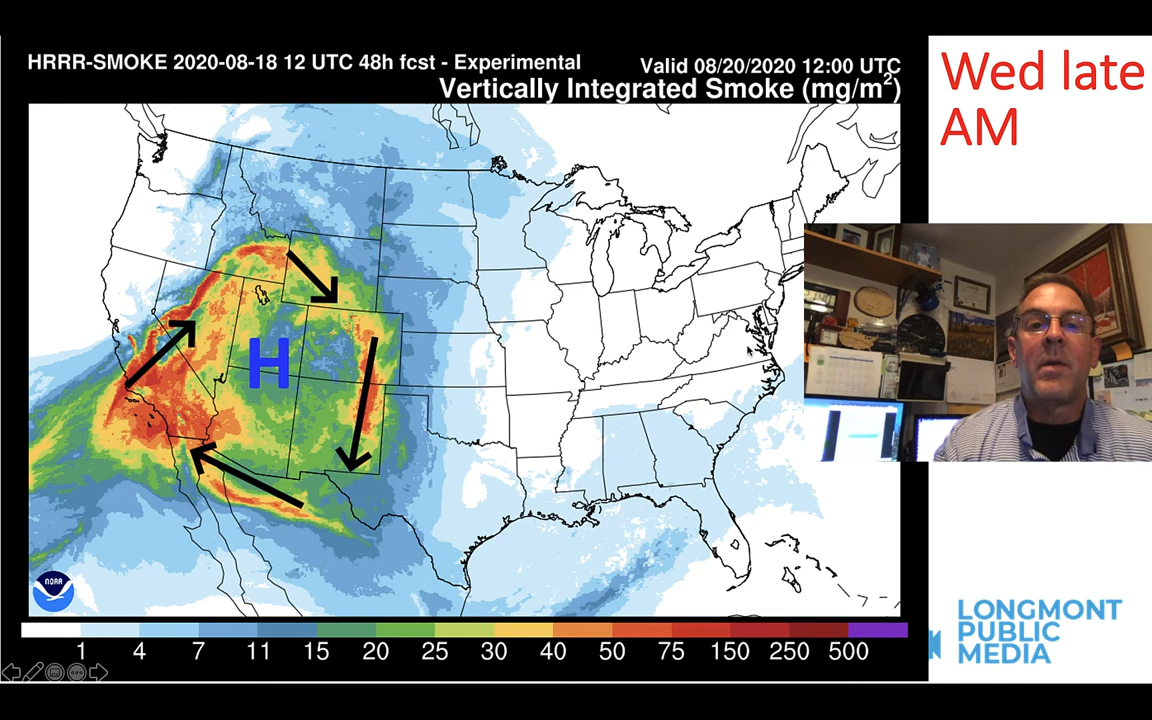 HRRR-SMOKE 2020-08-18 12 UTC 48h fcst - Experimental
Valid 08/20/2020 12:00 UTC
Vertically Integrated Smoke (mg/m²)
Wed late
AM
H
NOAA
1 4 7 11 15 20 25 30 40 50 75 150 250 500
LONGMONT
PUBLIC
MEDIA